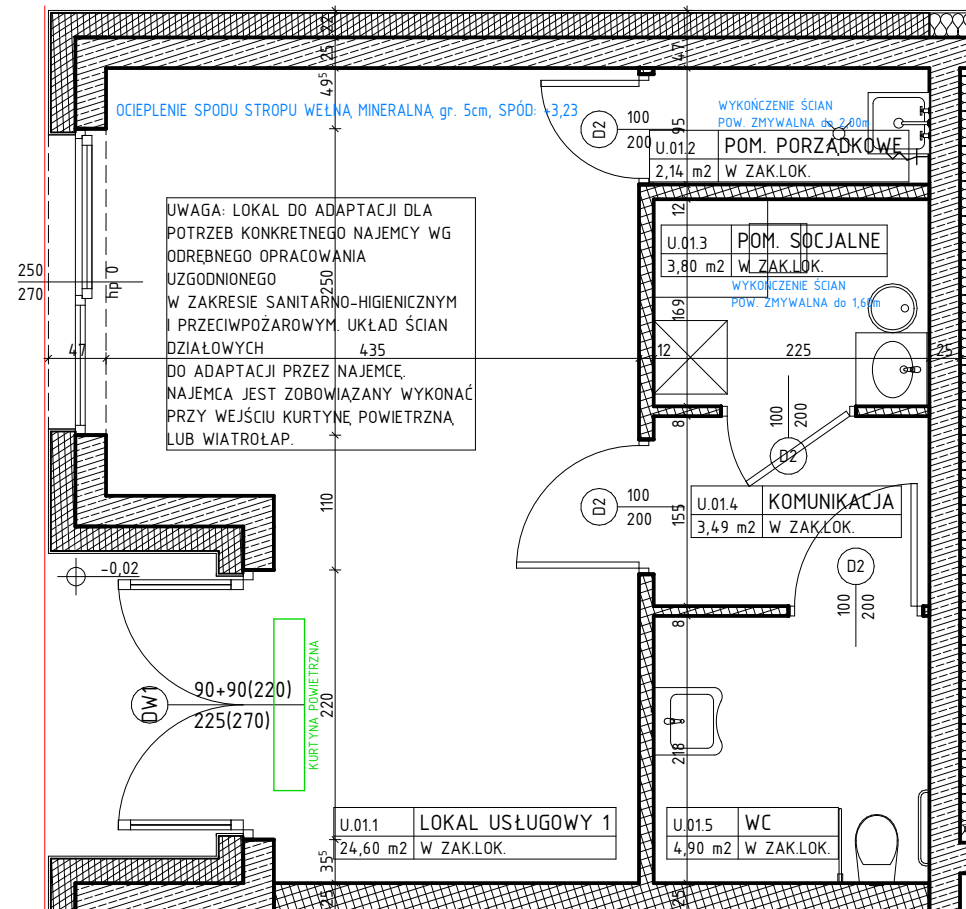 22
25
49⁵
47
OCIEPLENIE SPODU STROPU WEŁNĄ MINERALNĄ gr. 5cm, SPÓD: +3,23
D2
100
200
95
WYKOŃCZENIE ŚCIAN
POW. ZMYWALNA do 2,00m
U.01.2 POM. PORZĄDKOWE
2,14 m2 W ZAK.LOK.
UWAGA: LOKAL DO ADAPTACJI DLA
POTRZEB KONKRETNEGO NAJEMCY WG
ODRĘBNEGO OPRACOWANIA
UZGODNIONEGO
W ZAKRESIE SANITARNO-HIGIENICZNYM
I PRZECIWPOŻAROWYM. UKŁAD ŚCIAN
DZIAŁOWYCH
DO ADAPTACJI PRZEZ NAJEMCĘ.
NAJEMCA JEST ZOBOWIĄZANY WYKONAĆ
PRZY WEJŚCIU KURTYNĘ POWIETRZNĄ
LUB WIATROŁAP.
12
U.01.3 POM. SOCJALNE
3,80 m2 W ZAK.LOK.
WYKOŃCZENIE ŚCIAN
POW. ZMYWALNA do 1,60m
250
270
hp 0
250
169
47
435
12
225
25
8
100
200
D2
110
D2
100
200
155
U.01.4 KOMUNIKACJA
3,49 m2 W ZAK.LOK.
-0,02
D2
100
200
8
DW1
90+90(220)
225(270)
KURTYNA POWIETRZNA
220
218
U.01.1 LOKAL USŁUGOWY 1
24,60 m2 W ZAK.LOK.
U.01.5 WC
4,90 m2 W ZAK.LOK.
35⁵
25
25